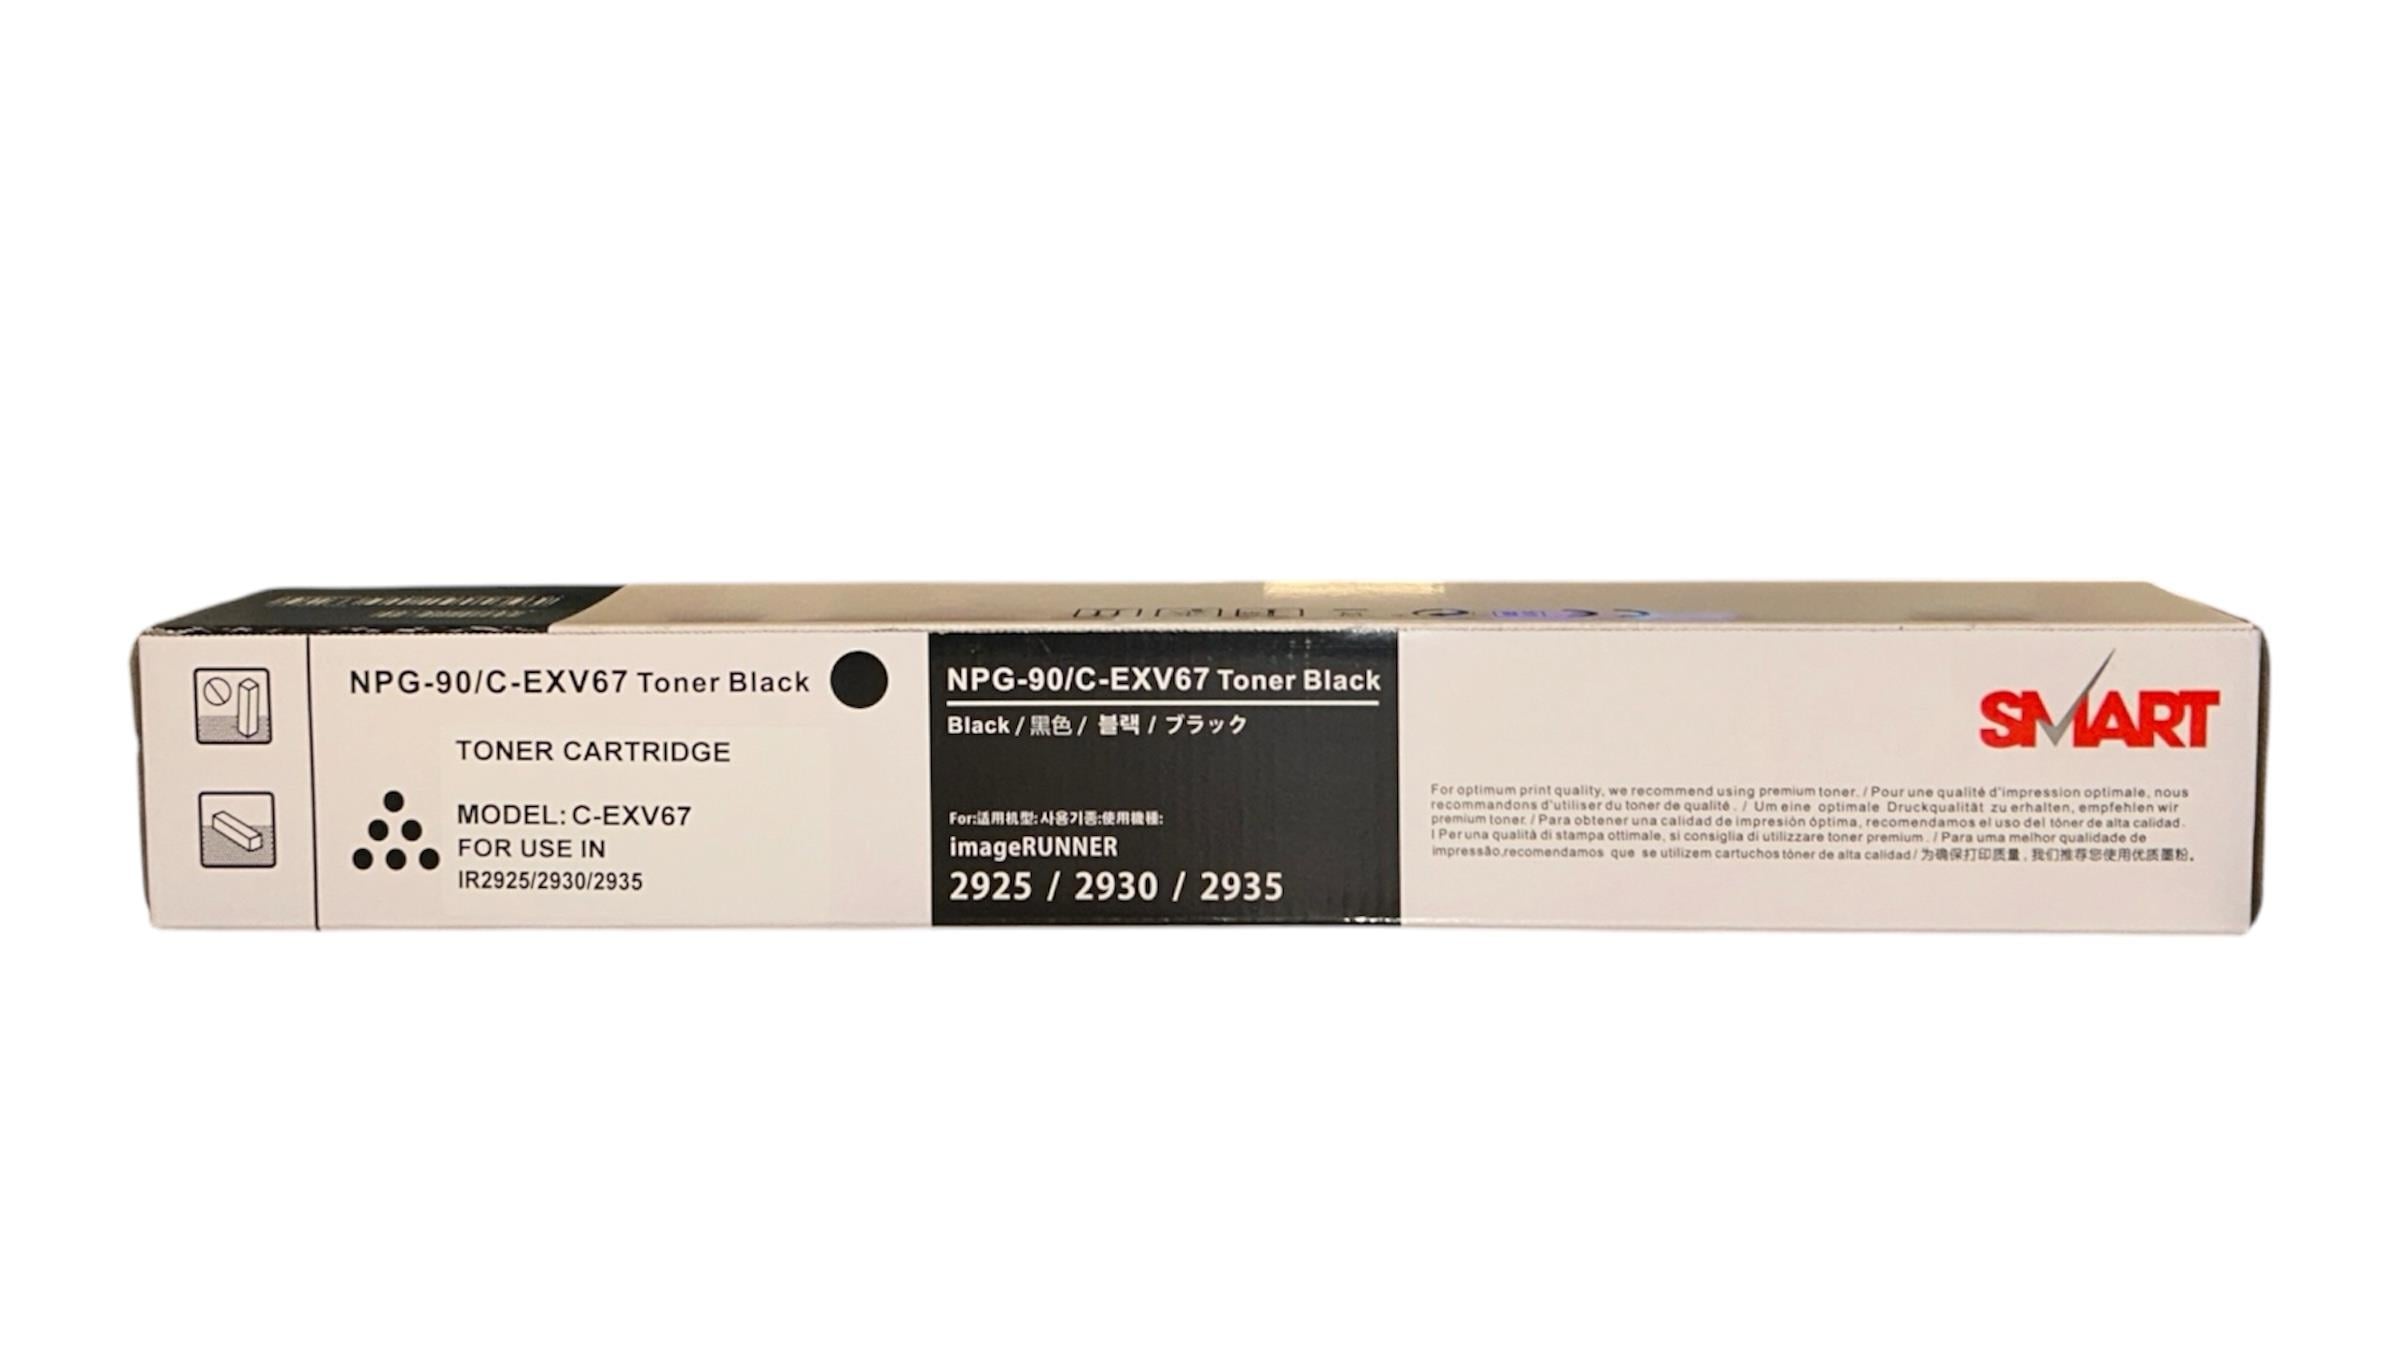 NPG-90/C-EXV67 Toner Black
TONER CARTRIDGE
MODEL: C-EXV67
FOR USE IN
IR2925/2930/2935
NPG-90/C-EXV67 Toner Black
Black / 黑色 / 블랙 / ブラック
For:适用机型: 사용기종:使用機種:
imageRUNNER
2925 / 2930 / 2935
SMART
For optimum print quality, we recommend using premium toner. / Pour une qualité d'impression optimale, nous
recommandons d'utiliser du toner de qualité . / Um eine optimale Druckqualität zu erhalten, empfehlen wir
premium toner. / Para obtener una calidad de impresión óptima, recomendamos el uso del tóner de alta calidad.
I Per una qualità di stampa ottimale, si consiglia di utilizzare toner premium . / Para uma melhor qualidade de
impressão,recomendamos que se utilizem cartuchos tóner de alta calidad / 为确保打印质量 , 我们推荐您使用优质墨粉。